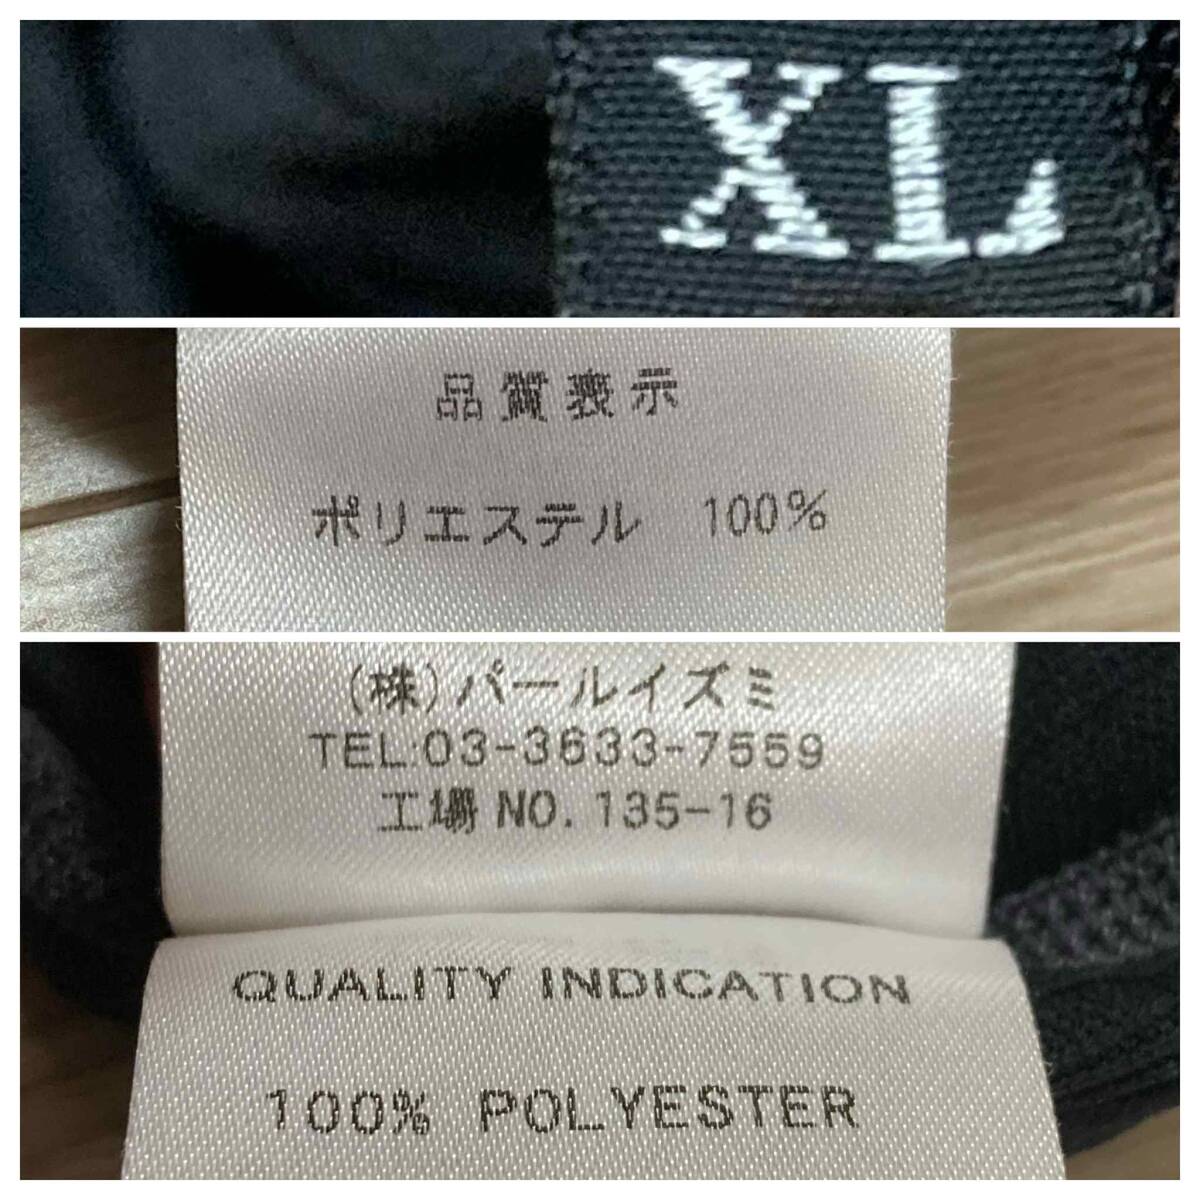 XL
品質表示
ポリエステル 100%
(株)パールイズミ
TEL:03-3633-7559
工場 NO. 135-16
QUALITY INDICATION
100% POLYESTER